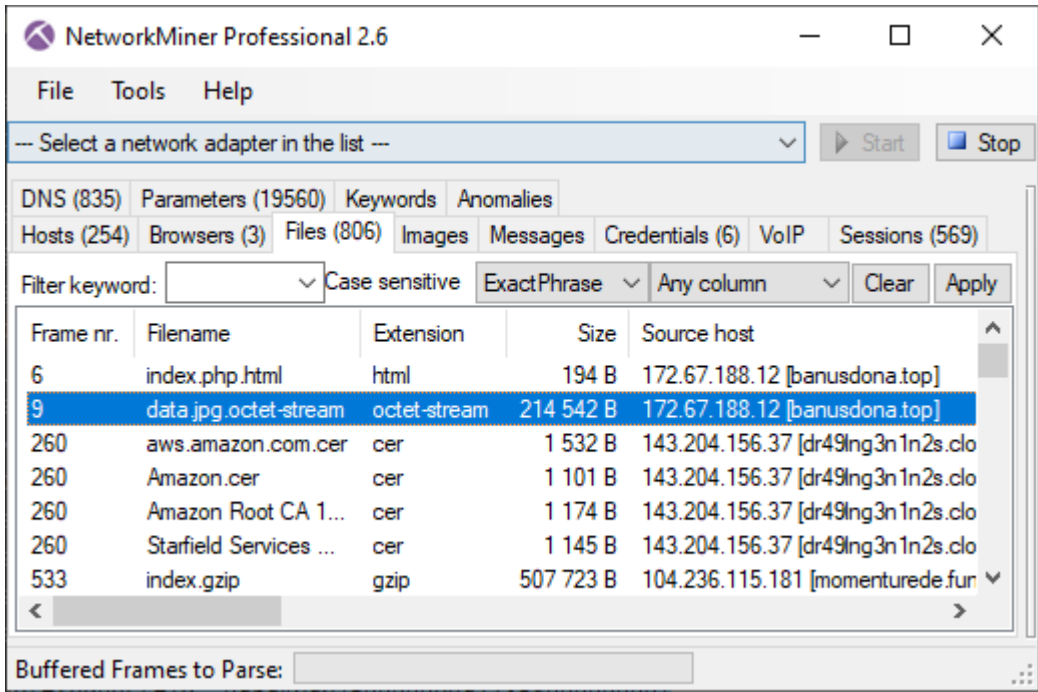 NetworkMiner Professional 2.6
File Tools Help
--- Select a network adapter in the list --- Start Stop
DNS (835) Parameters (19560) Keywords Anomalies
Hosts (254) Browsers (3) Files (806) Images Messages Credentials (6) VoIP Sessions (569)
Filter keyword: Case sensitive ExactPhrase Any column Clear Apply
Frame nr. Filename Extension Size Source host
6 index.php.html html 194 B 172.67.188.12 [banusdona.top]
9 data.jpg.octet-stream octet-stream 214 542 B 172.67.188.12 [banusdona.top]
260 aws.amazon.com.cer cer 1 532 B 143.204.156.37 [dr49lng3n1n2s.clo
260 Amazon.cer cer 1 101 B 143.204.156.37 [dr49lng3n1n2s.clo
260 Amazon Root CA 1... cer 1 174 B 143.204.156.37 [dr49lng3n1n2s.clo
260 Starfield Services ... cer 1 145 B 143.204.156.37 [dr49lng3n1n2s.clo
533 index.gzip gzip 507 723 B 104.236.115.181 [momenturede.fun
Buffered Frames to Parse: